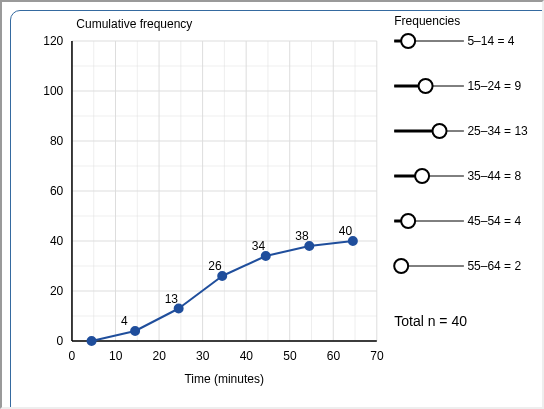 Cumulative frequency
120
100
80
60
40
20
0
4
13
26
34
38
40
0 10 20 30 40 50 60 70
Time (minutes)
Frequencies
5–14 = 4
15–24 = 9
25–34 = 13
35–44 = 8
45–54 = 4
55–64 = 2
Total n = 40